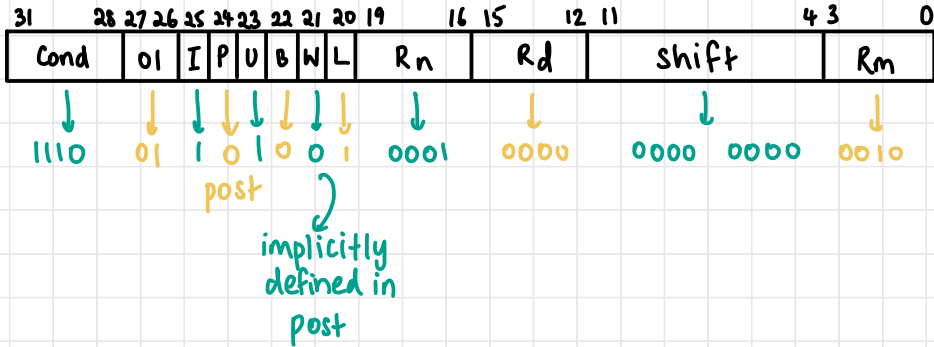 31 28 27 26 25 24 23 22 21 20 19 16 15 12 11 4 3 0
Cond 01 I P U B W L Rn Rd Shift Rm
1110 01 1 0 1 0 0 1 0001 0000 0000 0000 0010
post
implicitly
defined in
post